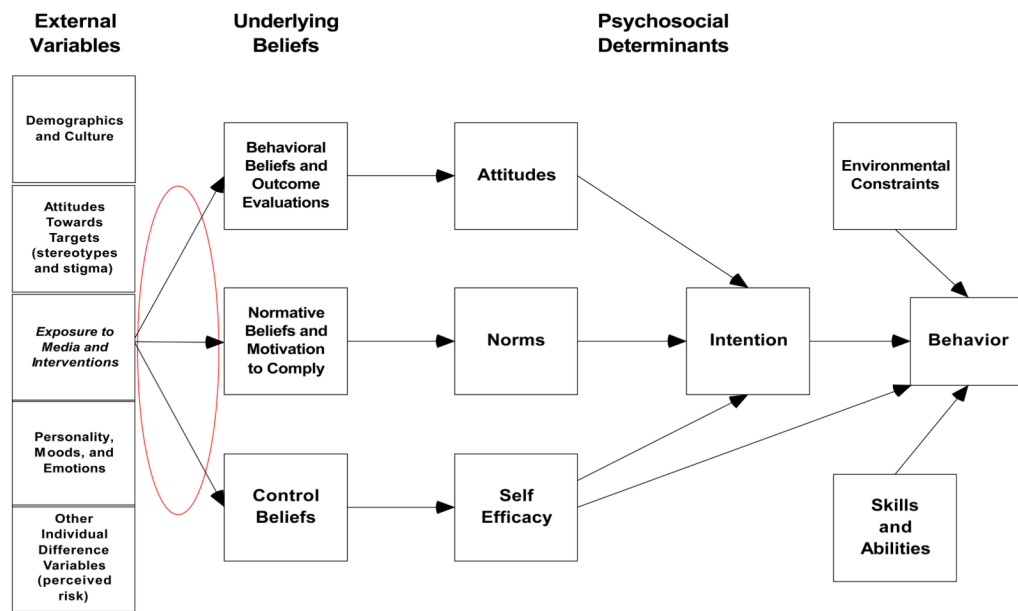 External
Variables
Underlying
Beliefs
Psychosocial
Determinants
Demographics
and Culture
Attitudes
Towards
Targets
(stereotypes
and stigma)
Exposure to
Media and
Interventions
Personality,
Moods, and
Emotions
Other
Individual
Difference
Variables
(perceived
risk)
Behavioral
Beliefs and
Outcome
Evaluations
Normative
Beliefs and
Motivation
to Comply
Control
Beliefs
Attitudes
Norms
Self
Efficacy
Intention
Environmental
Constraints
Behavior
Skills
and
Abilities